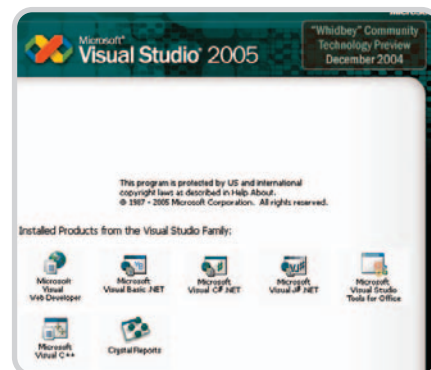 Microsoft
Visual Studio 2005
"Whidbey" Community
Technology Preview
December 2004
This program is protected by US and international
copyright laws as described in Help About.
© 1987 - 2005 Microsoft Corporation. All rights reserved.
Installed Products from the Visual Studio Family:
Microsoft
Visual
Web Developer
Microsoft
Visual Basic .NET
Microsoft
Visual C# .NET
Microsoft
Visual J# .NET
Microsoft
Visual Studio
Tools for Office
Microsoft
Visual C++
Crystal Reports